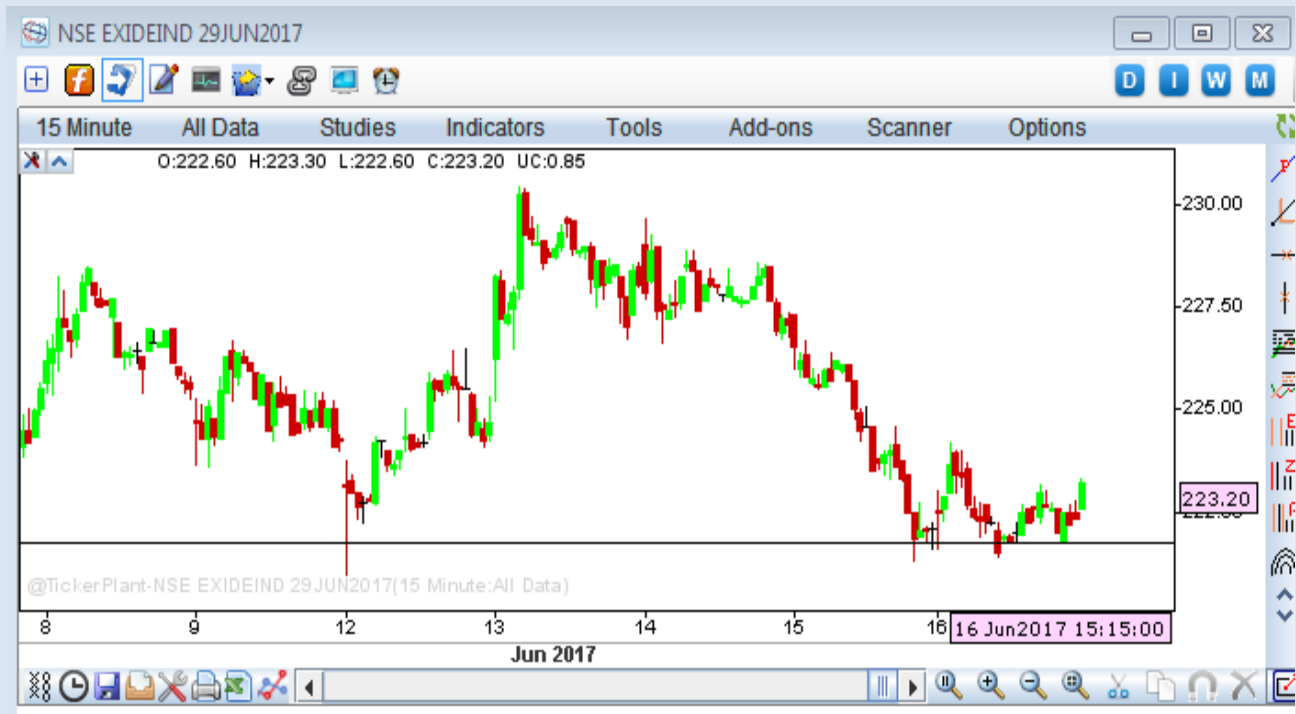 NSE EXIDEIND 29JUN2017
D I W M
15 Minute All Data Studies Indicators Tools Add-ons Scanner Options
O:222.60 H:223.30 L:222.60 C:223.20 UC:0.85
230.00
227.50
225.00
223.20
@TickerPlant-NSE EXIDEIND 29JUN2017(15 Minute:All Data)
8 9 12 13 14 15 16 16 Jun2017 15:15:00
Jun 2017